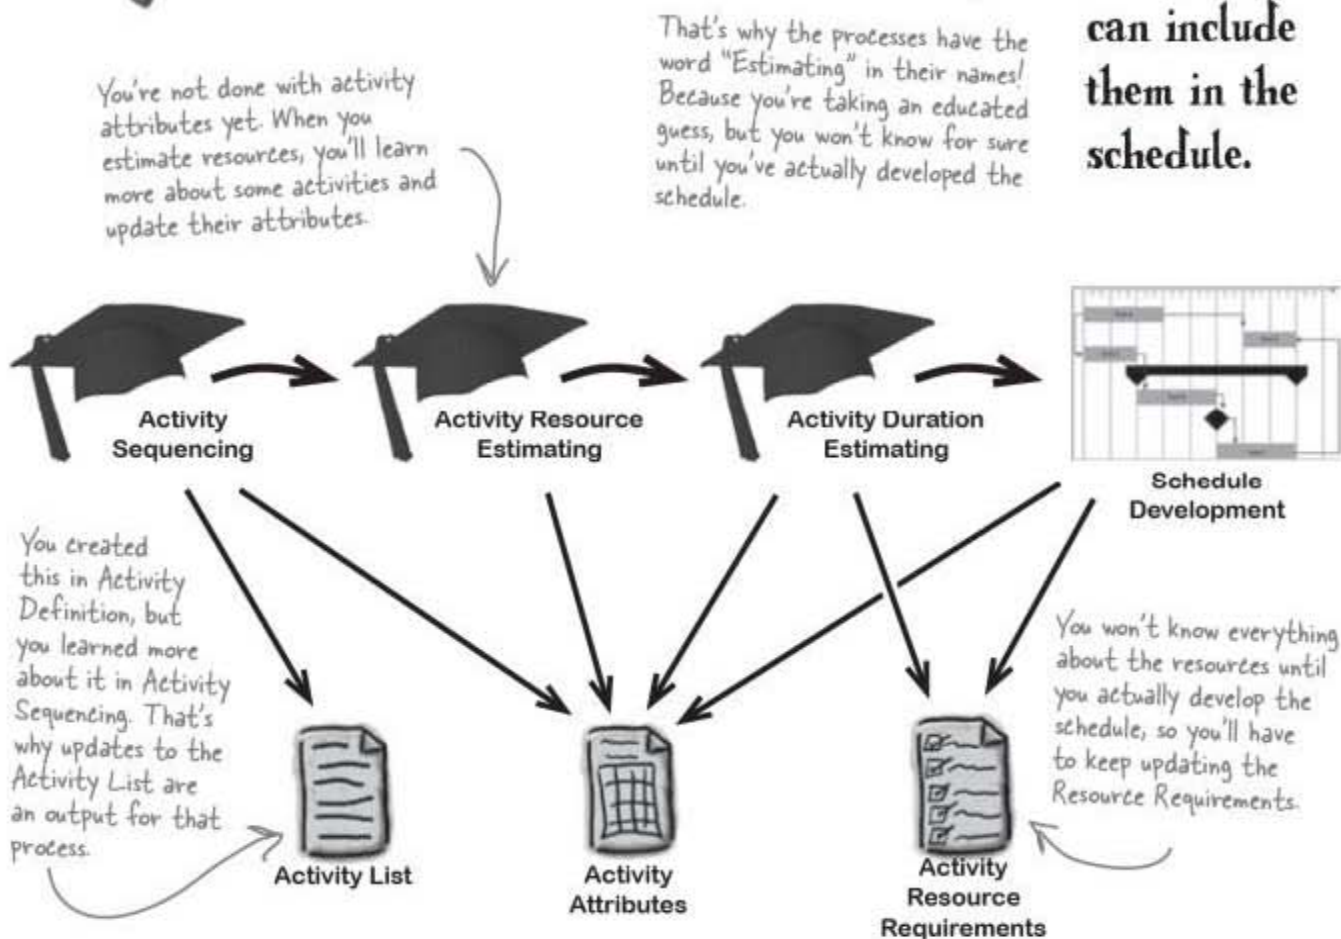 can include
them in the
schedule.
That's why the processes have the
word "Estimating" in their names!
Because you're taking an educated
guess, but you won't know for sure
until you've actually developed the
schedule.
You're not done with activity
attributes yet. When you
estimate resources, you'll learn
more about some activities and
update their attributes.
Activity
Sequencing
Activity Resource
Estimating
Activity Duration
Estimating
Schedule
Development
You created
this in Activity
Definition, but
you learned more
about it in Activity
Sequencing. That's
why updates to the
Activity List are
an output for that
process.
You won't know everything
about the resources until
you actually develop the
schedule, so you'll have
to keep updating the
Resource Requirements.
Activity List
Activity
Attributes
Activity
Resource
Requirements